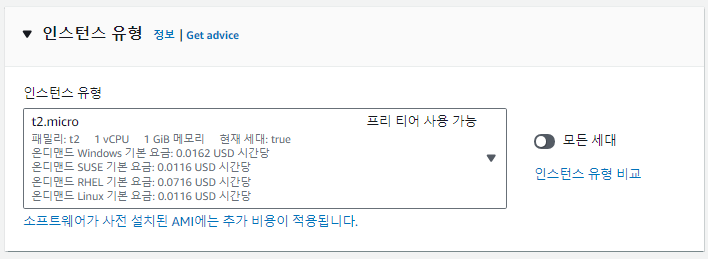 ▼ 인스턴스 유형 정보 | Get advice
인스턴스 유형
t2.micro 프리 티어 사용 가능
패밀리: t2 1 vCPU 1 GiB 메모리 현재 세대: true
온디맨드 Windows 기본 요금: 0.0162 USD 시간당
온디맨드 SUSE 기본 요금: 0.0116 USD 시간당
온디맨드 RHEL 기본 요금: 0.0716 USD 시간당
온디맨드 Linux 기본 요금: 0.0116 USD 시간당
모든 세대
인스턴스 유형 비교
소프트웨어가 사전 설치된 AMI에는 추가 비용이 적용됩니다.